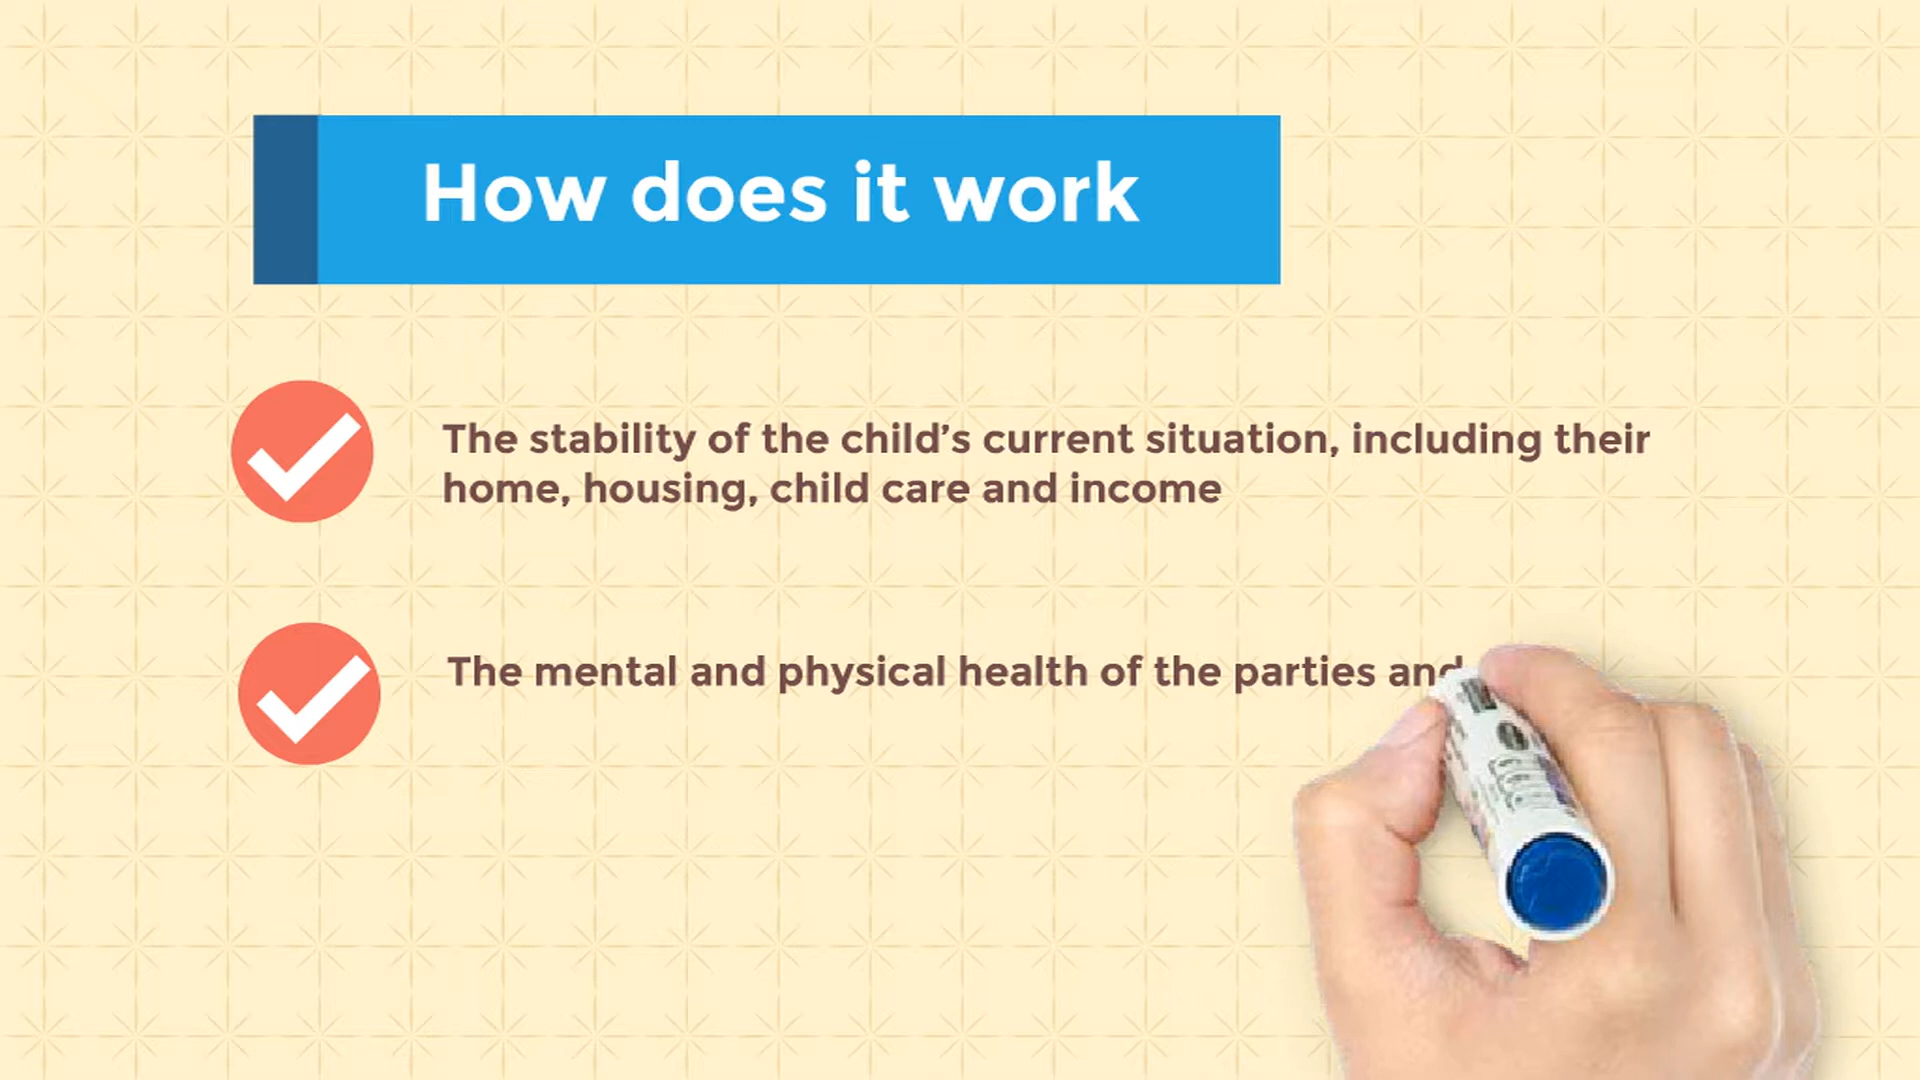 How does it work
The stability of the child’s current situation, including their
home, housing, child care and income
The mental and physical health of the parties and